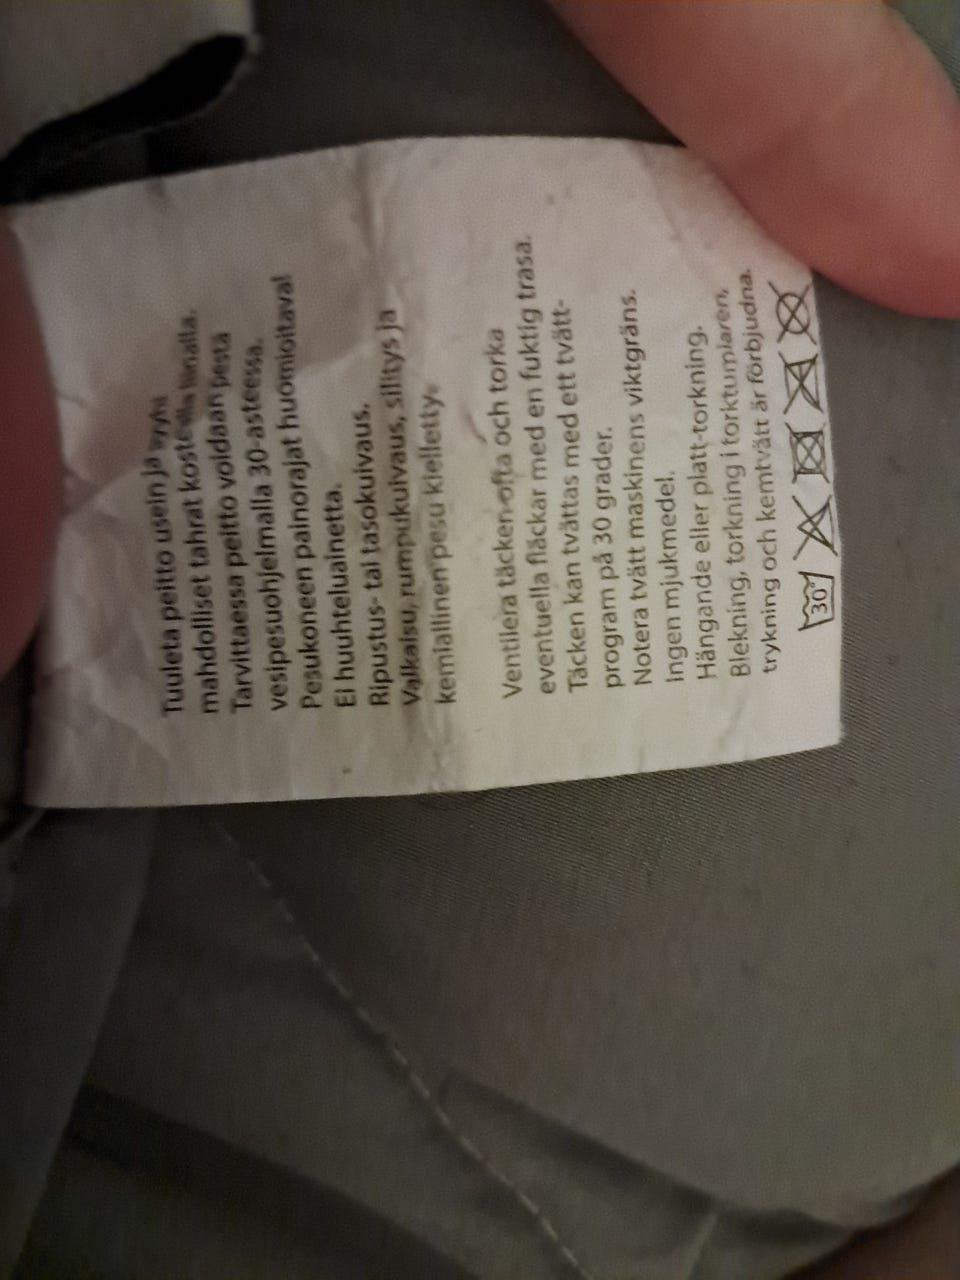 Tuuleta peitto usein ja pyyhi
mahdolliset tahrat kostealla liinalla.
Tarvittaessa peitto voidaan pestä
vesipesuohjelmalla 30-asteessa.
Pesukoneen painorajat huomioitava!
Ei huuhteluainetta.
Ripustus- tai tasokuivaus.
Valkaisu, rumpukuivaus, silitys ja
kemiallinen pesu kielletty.
Ventilera täcken ofta och torka
eventuella fläckar med en fuktig trasa.
Täcken kan tvättas med ett tvätt-
program på 30 grader.
Notera tvätt maskinens viktgräns.
Ingen mjukmedel.
Hängande eller platt-torkning.
Blekning, torkning i torktumlaren,
trykning och kemtvätt är förbjudna.
30°